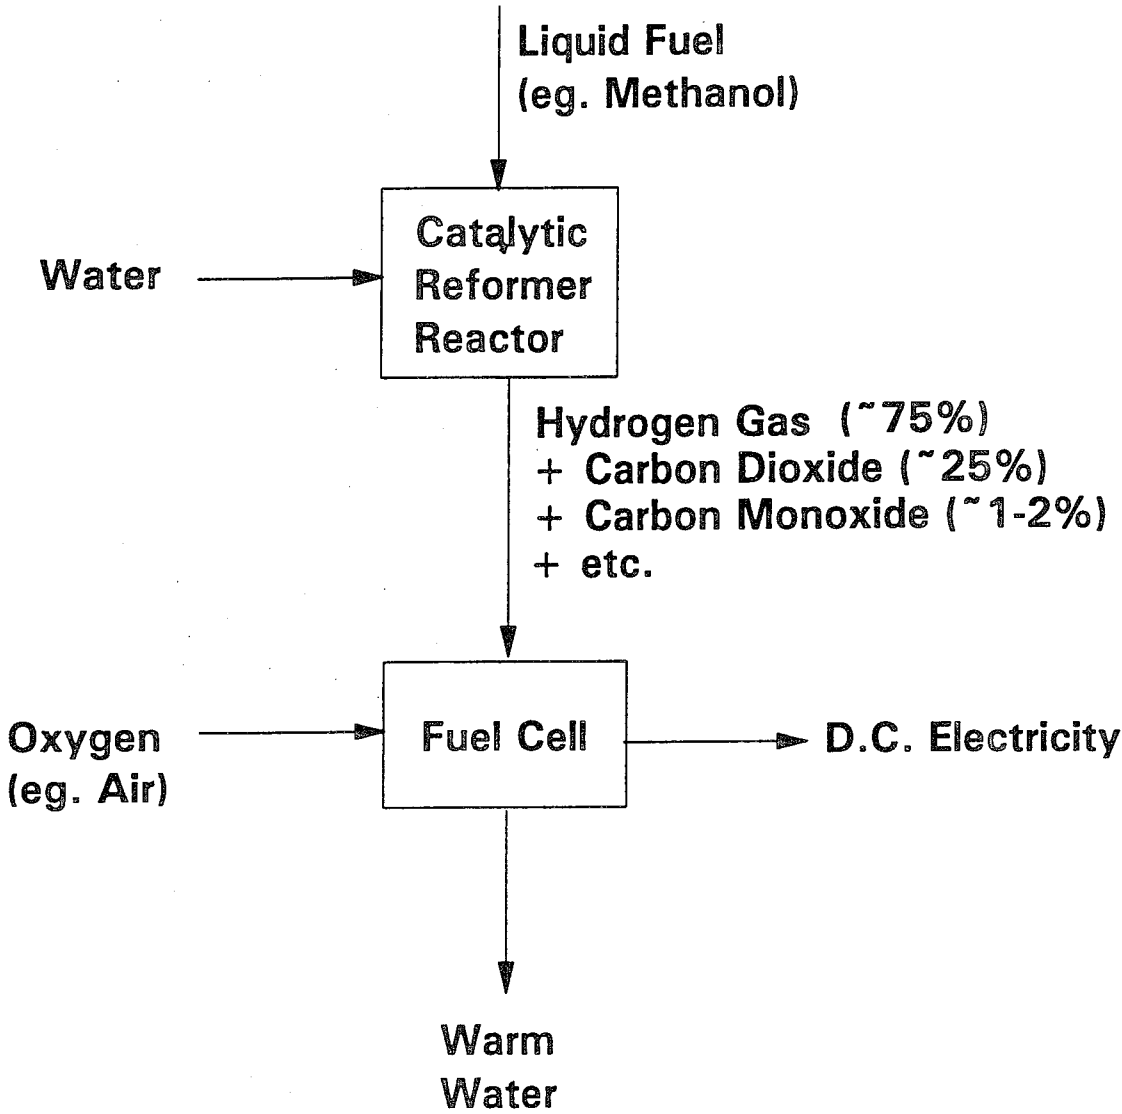 Liquid Fuel
(eg. Methanol)
Catalytic
Reformer
Reactor
Water
Hydrogen Gas (~75%)
+ Carbon Dioxide (~25%)
+ Carbon Monoxide (~1-2%)
+ etc.
Oxygen
(eg. Air)
Fuel Cell
D.C. Electricity
Warm
Water